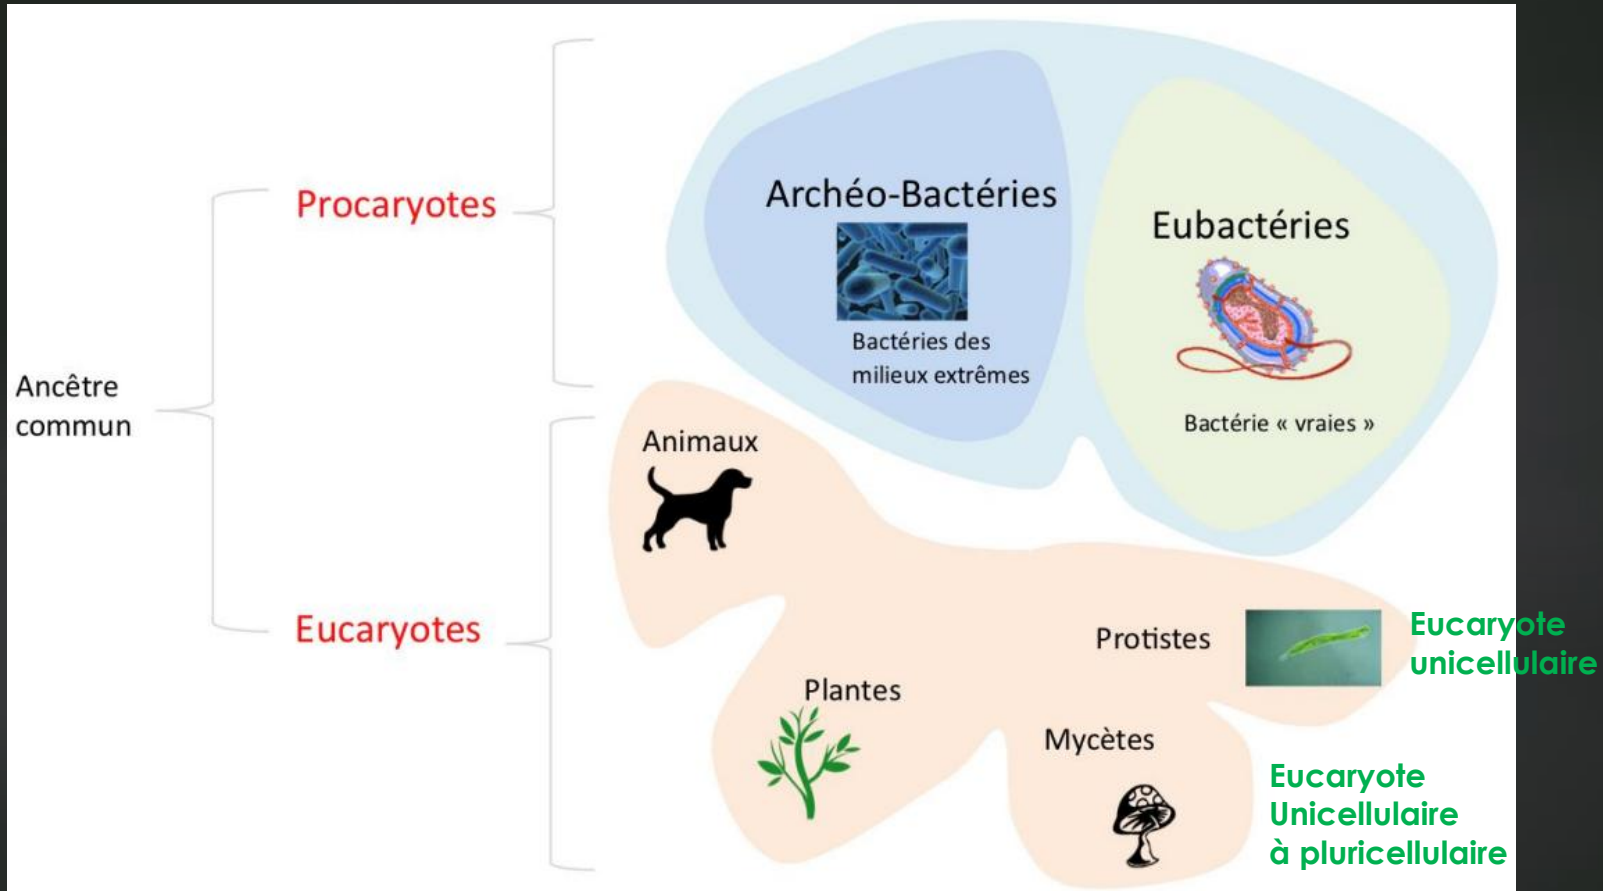 Procaryotes
Archéo-Bactéries
Eubactéries
Bactéries des
milieux extrêmes
Bactérie « vraies »
Ancêtre
commun
Animaux
Eucaryotes
Protistes
Eucaryote
unicellulaire
Plantes
Mycètes
Eucaryote
Unicellulaire
à pluricellulaire